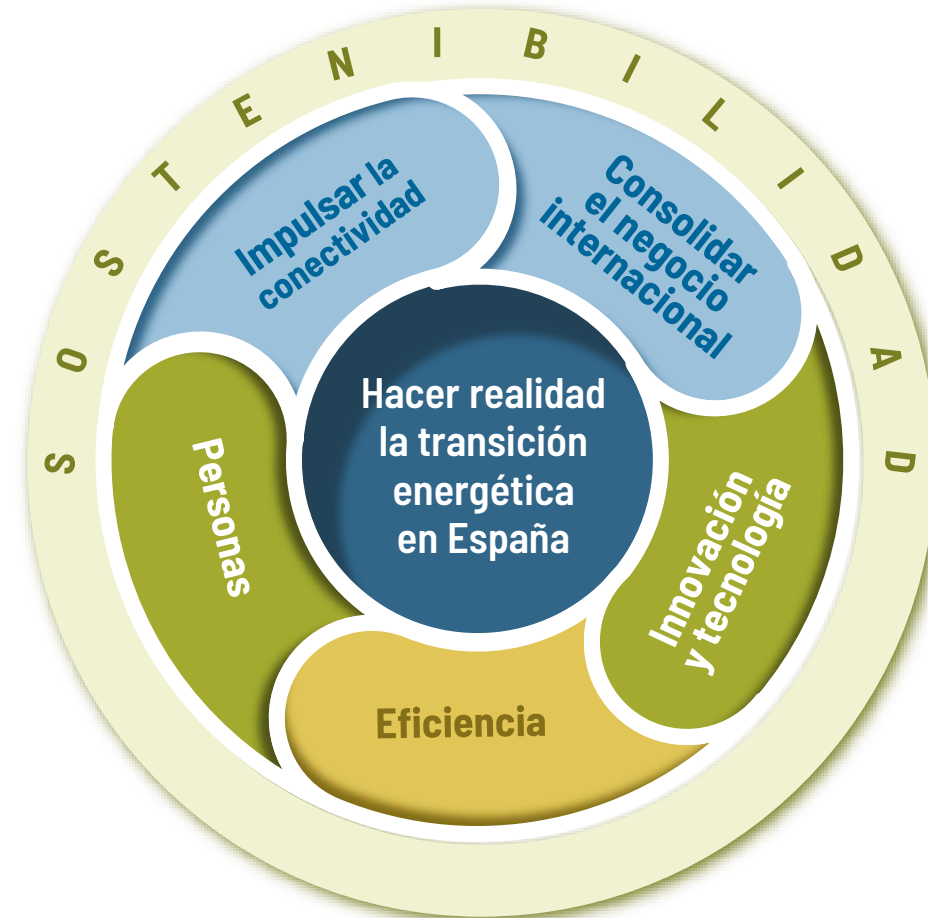 SOSTENIBILIDAD
Impulsar la
conectividad
Consolidar
el negocio
internacional
Hacer realidad
la transición
energética
en España
Personas
Innovación
y tecnología
Eficiencia